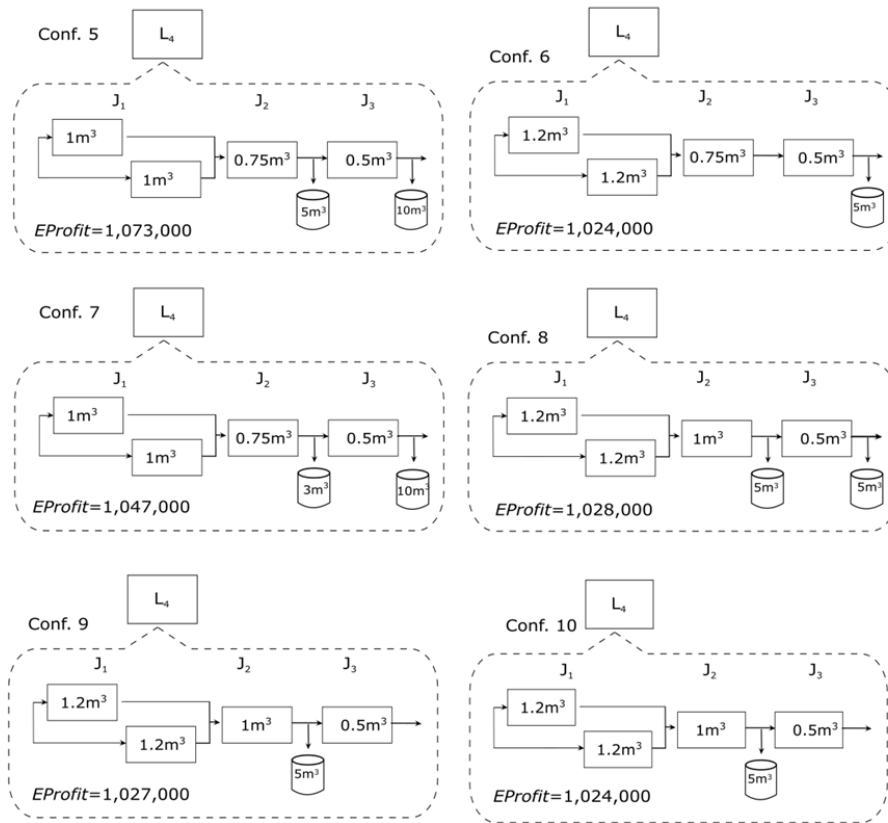 Conf. 5
L₄
J₁ J₂ J₃
1m³
1m³
0.75m³ 0.5m³
5m³ 10m³
EProfit=1,073,000
Conf. 6
L₄
J₁ J₂ J₃
1.2m³
1.2m³
0.75m³ 0.5m³
5m³
EProfit=1,024,000
Conf. 7
L₄
J₁ J₂ J₃
1m³
1m³
0.75m³ 0.5m³
3m³ 10m³
EProfit=1,047,000
Conf. 8
L₄
J₁ J₂ J₃
1.2m³
1.2m³
1m³ 0.5m³
5m³ 5m³
EProfit=1,028,000
Conf. 9
L₄
J₁ J₂ J₃
1.2m³
1.2m³
1m³ 0.5m³
5m³
EProfit=1,027,000
Conf. 10
L₄
J₁ J₂ J₃
1.2m³
1.2m³
1m³ 0.5m³
5m³
EProfit=1,024,000